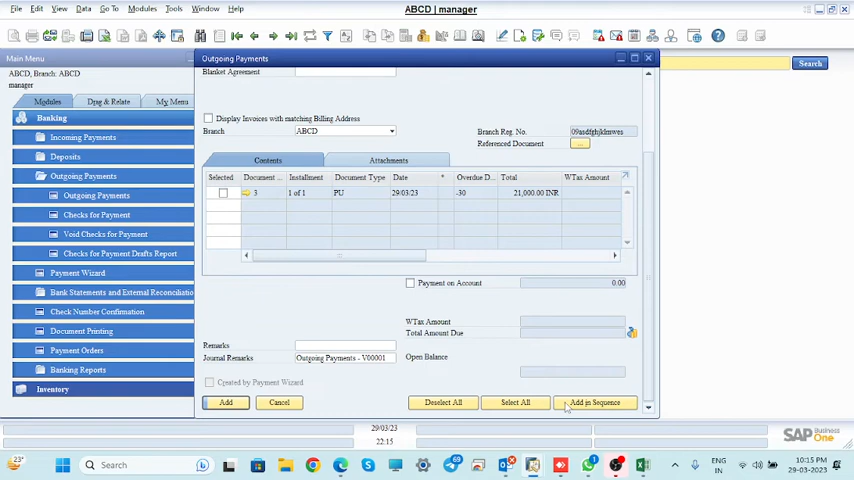 File Edit View Data Go To Modules Tools Window Help
ABCD | manager
Main Menu
ABCD, Branch: ABCD
manager
Modules Drag & Relate My Menu
Banking
Incoming Payments
Deposits
Outgoing Payments
Outgoing Payments
Checks for Payment
Void Checks for Payment
Checks for Payment Drafts Report
Payment Wizard
Bank Statements and External Reconciliatio
Check Number Confirmation
Document Printing
Payment Orders
Banking Reports
Inventory
Outgoing Payments
Blanket Agreement
Display Invoices with matching Billing Address
Branch ABCD
Branch Reg. No.
Referenced Document ...
Contents Attachments
Selected Document ... Installment Document Type Date * Overdue D... Total WTax Amount
3 1 of 1 PU 29/03/23 -30 21,000.00 INR
Payment on Account 0.00
WTax Amount
Total Amount Due
Remarks
Journal Remarks Outgoing Payments - V00001
Open Balance
Created by Payment Wizard
Add Cancel Deselect All Select All Add in Sequence
Search
29/03/23
22:15
SAP Business One
23°
Search
69
1
ENG
IN
10:15 PM
29-03-2023